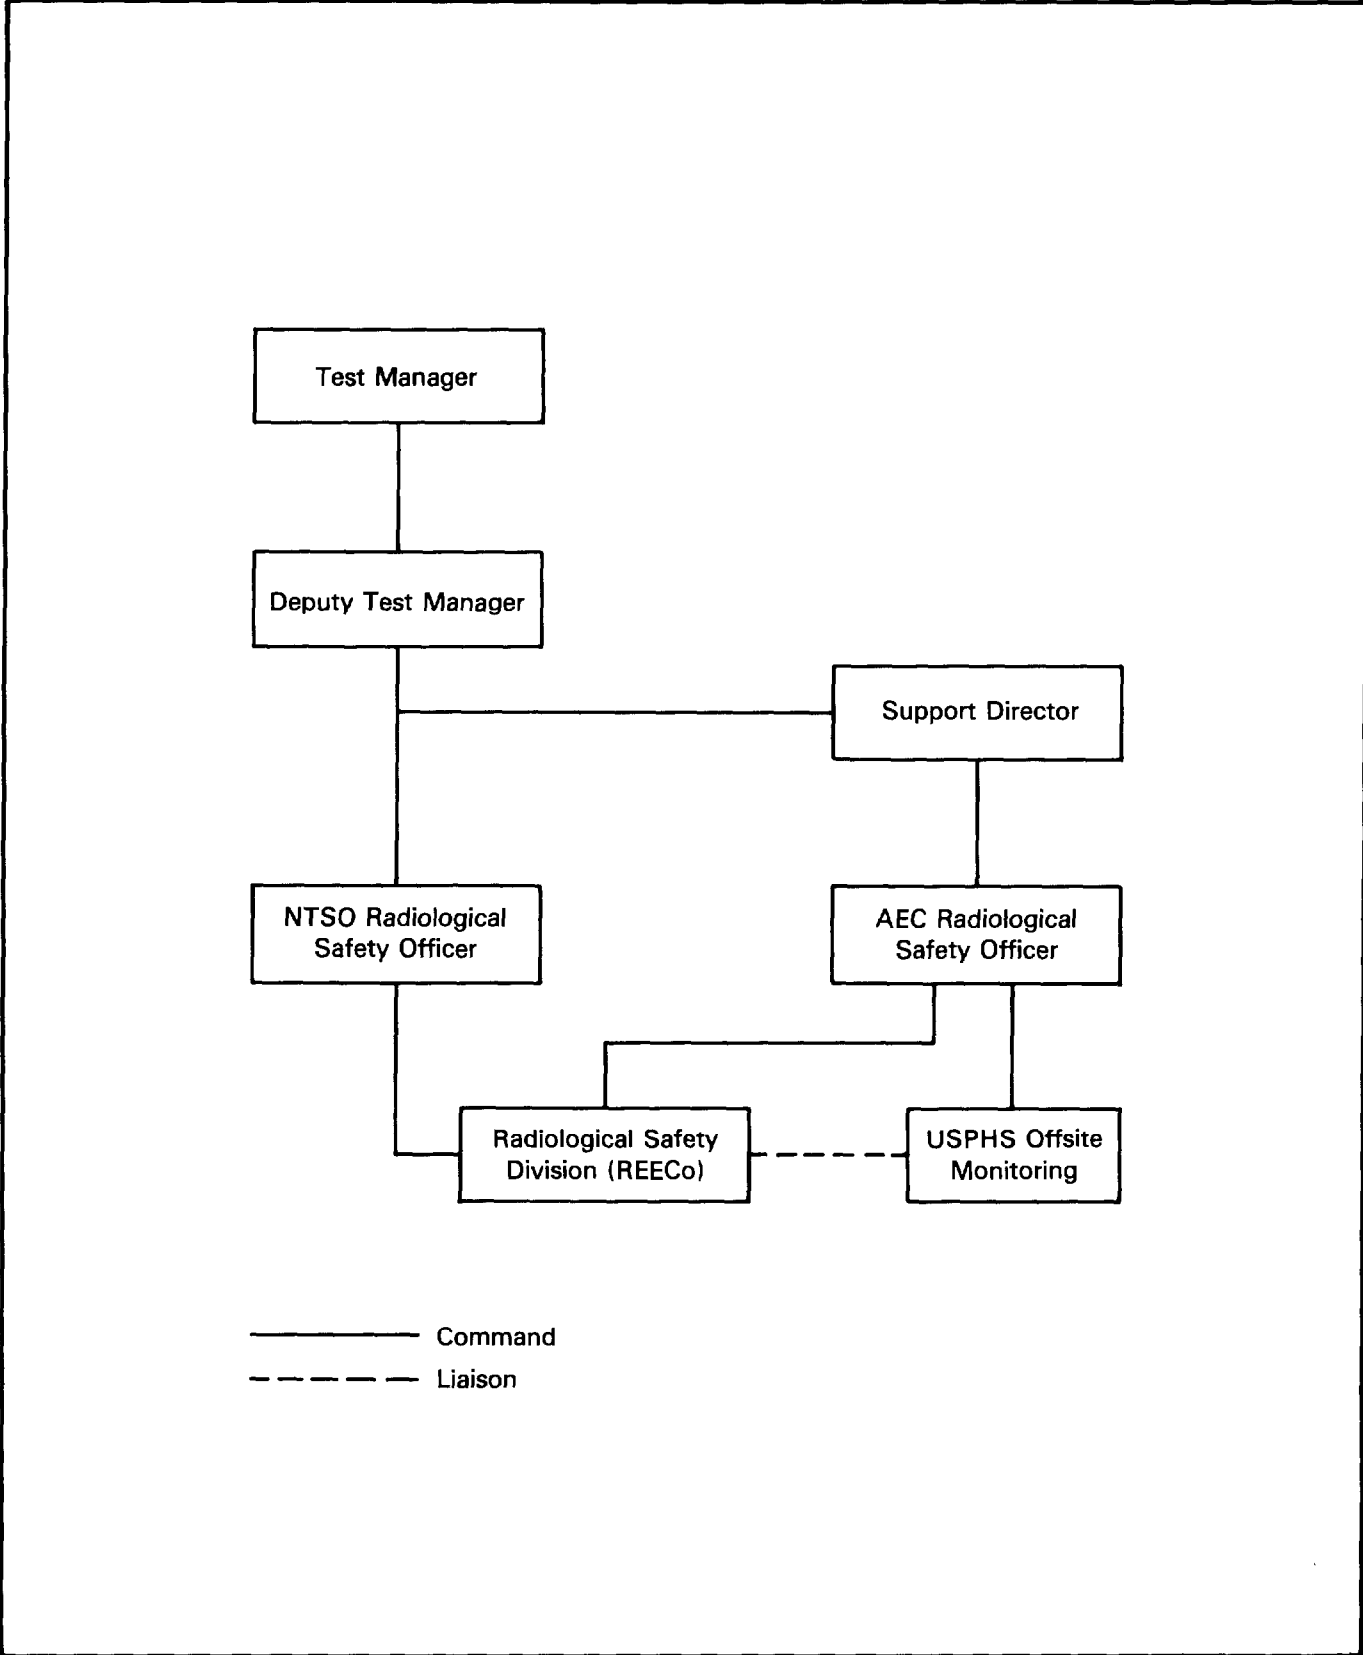 Test Manager
Deputy Test Manager
Support Director
NTSO Radiological
Safety Officer
AEC Radiological
Safety Officer
Radiological Safety
Division (REECo)
USPHS Offsite
Monitoring
Command
Liaison